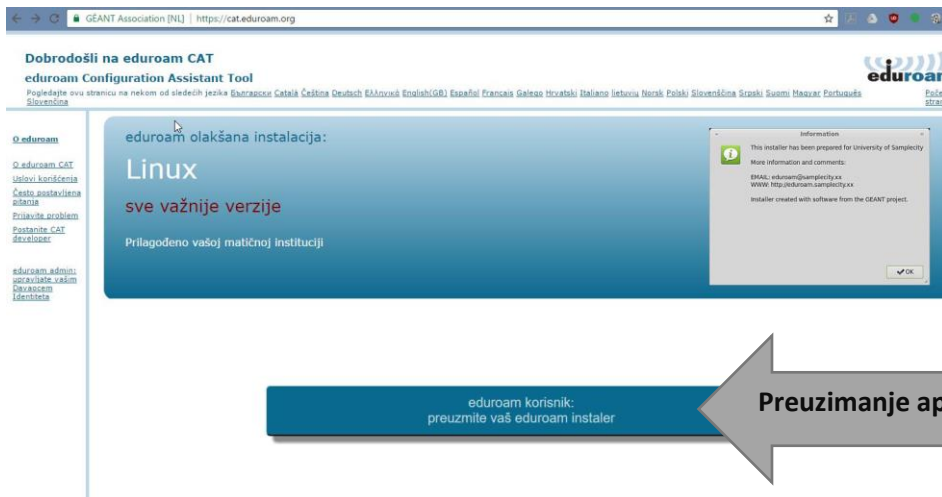 GÉANT Association [NL] | https://cat.eduroam.org
Dobrodošli na eduroam CAT
eduroam Configuration Assistant Tool
Pogledajte ovu stranicu na nekom od sledećih jezika Български Català Čeština Deutsch Ελληνικά English(GB) Español Français Galego Hrvatski Italiano lietuvių Norsk Polski Slovenščina Srpski Suomi Magyar Português
Slovenčina
eduroam
O eduroam
O eduroam CAT
Uslovi korišćenja
Često postavljena
pitanja
Prijavite problem
Postanite CAT
developer
eduroam admin:
upravljate vašim
Davaocem
Identiteta
eduroam olakšana instalacija:
Linux
sve važnije verzije
Prilagođeno vašoj matičnoj instituciji
Information
This installer has been prepared for University of Samplecity
More information and comments:
EMAIL: eduroam@samplecity.xx
WWW: http://eduroam.samplecity.xx
Installer created with software from the GEANT project.
OK
eduroam korisnik:
preuzmite vaš eduroam instaler
Preuzimanje ap